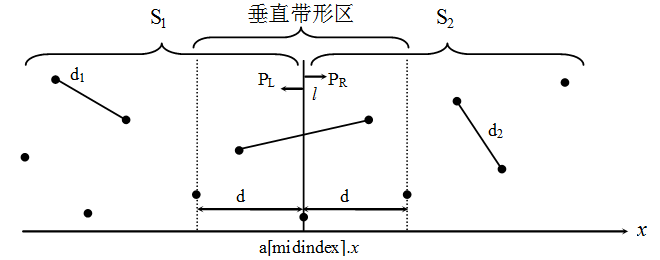 S1 垂直带形区 S2
d1 PL PR
l
d2
d d
x
a[midindex].x